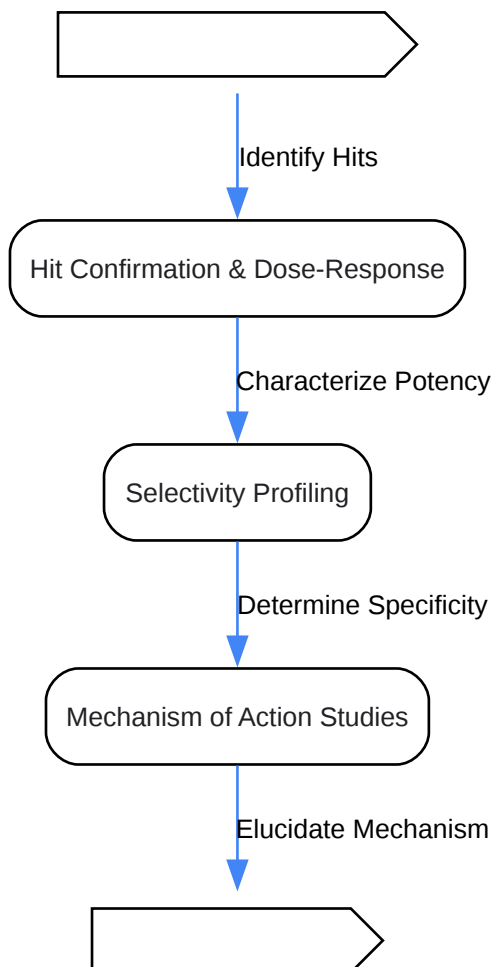 Identify Hits
Hit Confirmation & Dose-Response
Characterize Potency
Selectivity Profiling
Determine Specificity
Mechanism of Action Studies
Elucidate Mechanism